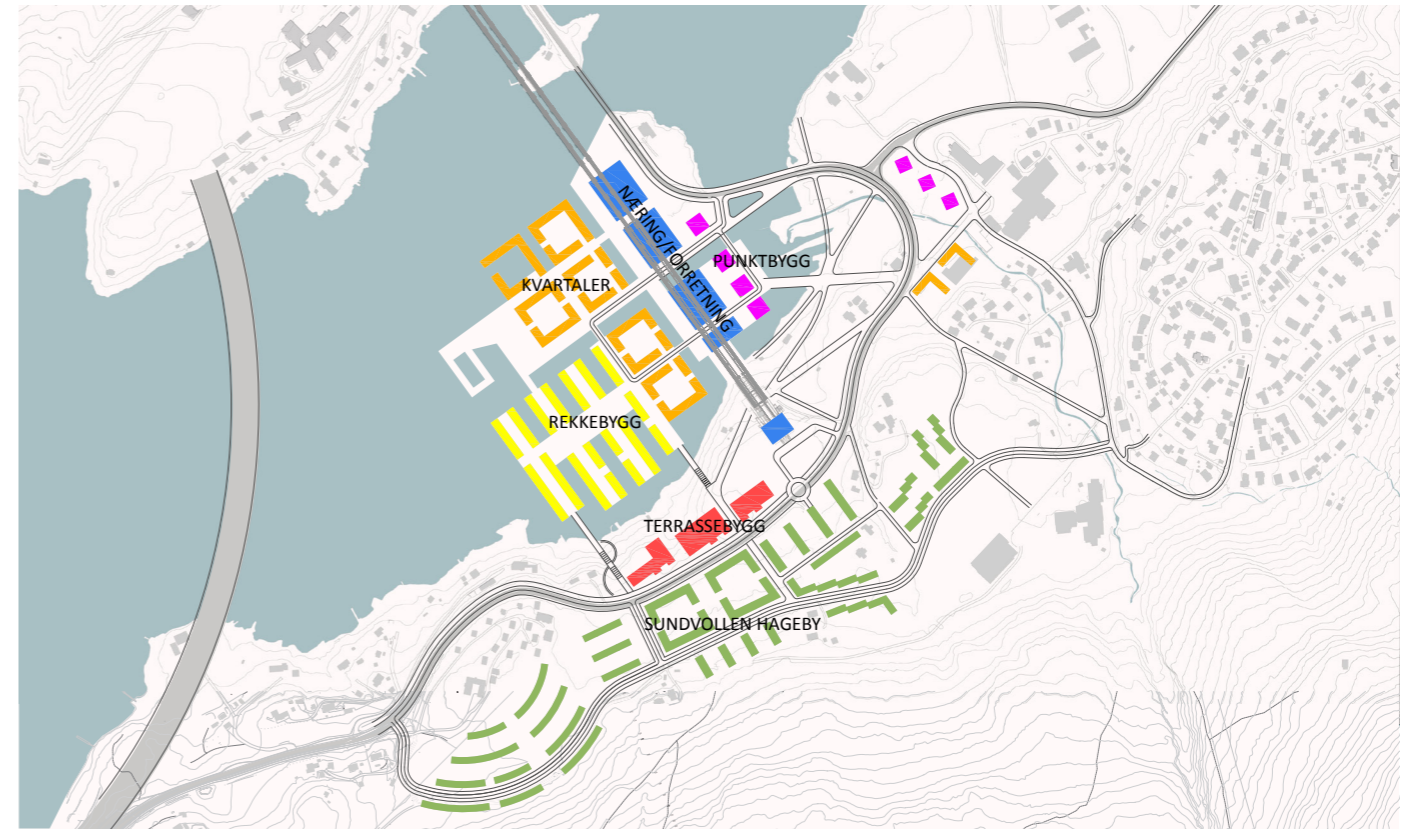 NÆRING/FORRETNING
PUNKTBYGG
KVARTALER
REKKEBYGG
TERRASSEBYGG
SUNDVOLLEN HAGEBY